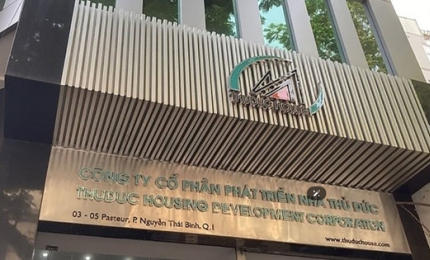 THUDUCHOUSE
CÔNG TY CỔ PHẦN PHÁT TRIỂN NHÀ THỦ ĐỨC
THUDUC HOUSING DEVELOPMENT CORPORATION
03 - 05 Pasteur, P. Nguyễn Thái Bình, Q.1
www.thuduchouse.com